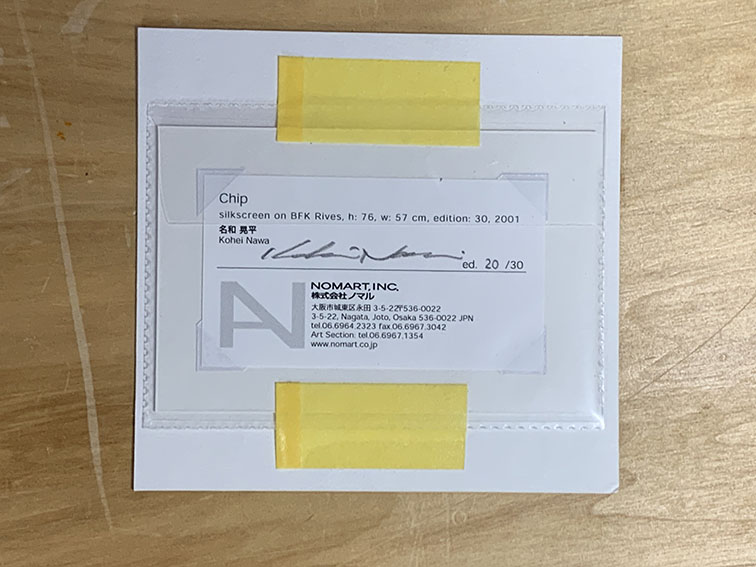 Chip
silkscreen on BFK Rives, h: 76, w: 57 cm, edition: 30, 2001
名和 晃平
Kohei Nawa
Kohei Nawa
ed. 20 /30
N
NOMART, INC.
株式会社ノマル
大阪市城東区永田 3-5-22〒536-0022
3-5-22, Nagata, Joto, Osaka 536-0022 JPN
tel.06.6964.2323 fax.06.6967.3042
Art Section: tel.06.6967.1354
www.nomart.co.jp